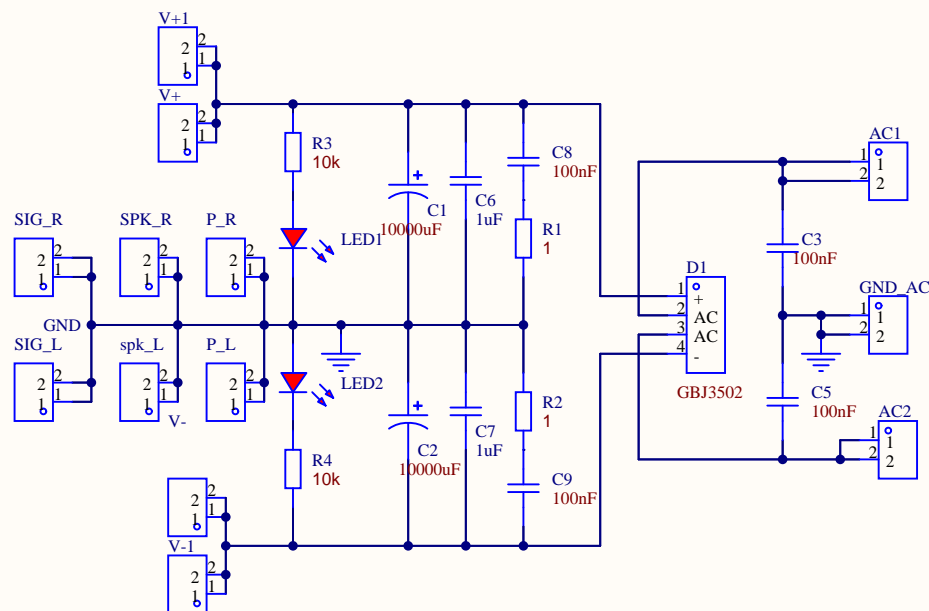 V+1
2
2
1
1
V+
2
2
1
1
R3
10k
C8
100nF
AC1
1
1
2
2
C6
1uF
C1
10000uF
R1
1
SIG_R
2
2
1
1
SPK_R
2
2
1
1
P_R
2
2
1
1
LED1
C3
100nF
D1
1
+
2
AC
3
AC
4
-
GBJ3502
GND_AC
1
1
2
2
GND
SIG_L
2
2
1
1
spk_L
2
2
1
1
V-
P_L
2
2
1
1
LED2
R2
1
C5
100nF
AC2
1
1
2
2
C7
1uF
C2
10000uF
R4
10k
C9
100nF
2
2
1
1
V-1
2
2
1
1